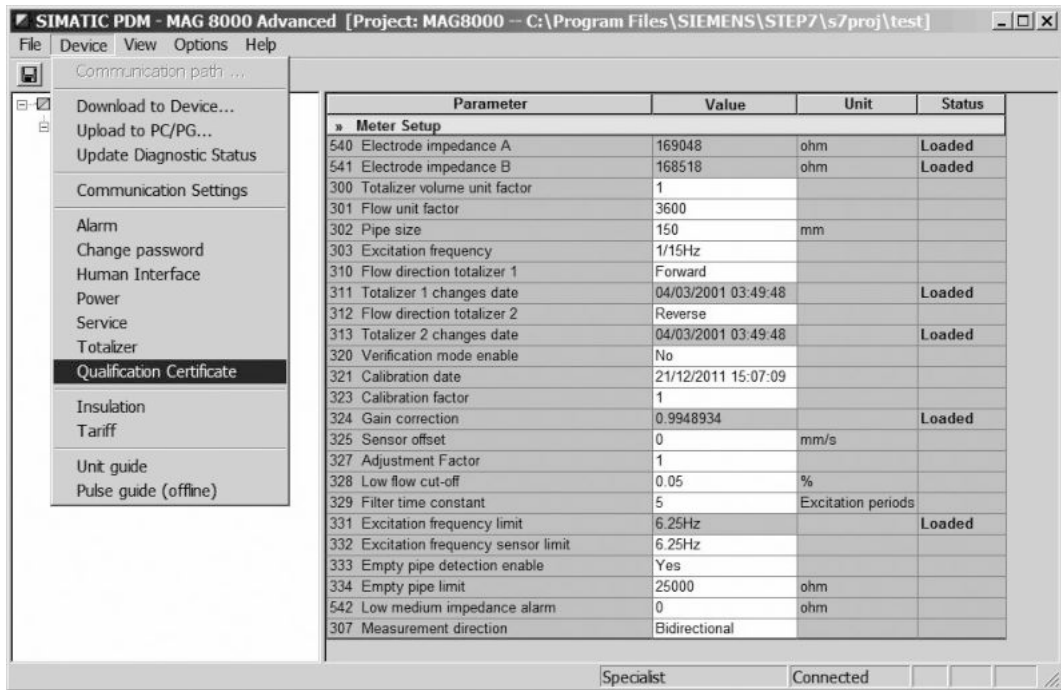 SIMATIC PDM - MAG 8000 Advanced [Project: MAG8000 -- C:\Program Files\SIEMENS\STEP7\s7proj\test]
File Device View Options Help
Communication path ...
Download to Device...
Upload to PC/PG...
Update Diagnostic Status
Communication Settings
Alarm
Change password
Human Interface
Power
Service
Totalizer
Qualification Certificate
Insulation
Tariff
Unit guide
Pulse guide (offline)
Parameter Value Unit Status
» Meter Setup
540 Electrode impedance A 169048 ohm Loaded
541 Electrode impedance B 168518 ohm Loaded
300 Totalizer volume unit factor 1
301 Flow unit factor 3600
302 Pipe size 150 mm
303 Excitation frequency 1/15Hz
310 Flow direction totalizer 1 Forward
311 Totalizer 1 changes date 04/03/2001 03:49:48 Loaded
312 Flow direction totalizer 2 Reverse
313 Totalizer 2 changes date 04/03/2001 03:49:48 Loaded
320 Verification mode enable No
321 Calibration date 21/12/2011 15:07:09
323 Calibration factor 1
324 Gain correction 0.9948934 Loaded
325 Sensor offset 0 mm/s
327 Adjustment Factor 1
328 Low flow cut-off 0.05 %
329 Filter time constant 5 Excitation periods
331 Excitation frequency limit 6.25Hz Loaded
332 Excitation frequency sensor limit 6.25Hz
333 Empty pipe detection enable Yes
334 Empty pipe limit 25000 ohm
542 Low medium impedance alarm 0 ohm
307 Measurement direction Bidirectional
Specialist Connected